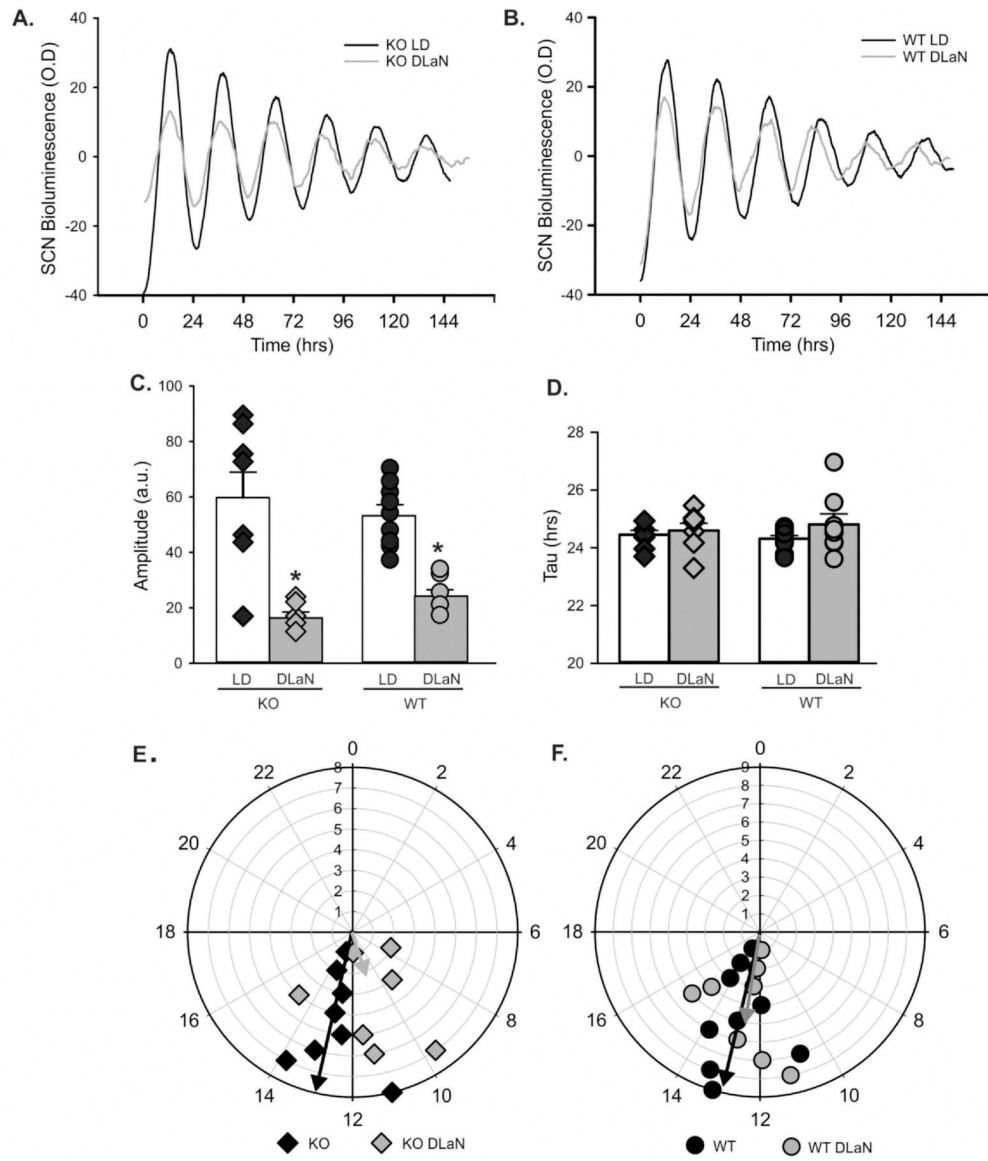 A.
KO LD
KO DLaN
SCN Bioluminescence (O.D)
40
20
0
-20
-40
0 24 48 72 96 120 144
Time (hrs)
B.
WT LD
WT DLaN
SCN Bioluminescence (O.D)
40
20
0
-20
-40
0 24 48 72 96 120 144
Time (hrs)
C.
Amplitude (a.u.)
100
80
60
40
20
0
*
*
LD DLaN LD DLaN
KO WT
D.
Tau (hrs)
28
26
24
22
20
LD DLaN LD DLaN
KO WT
E.
0
2
4
6
8
10
12
14
16
18
20
22
8
7
6
5
4
3
2
1
KO KO DLaN
F.
0
2
4
6
8
10
12
14
16
18
20
22
9
8
7
6
5
4
3
2
1
WT WT DLaN